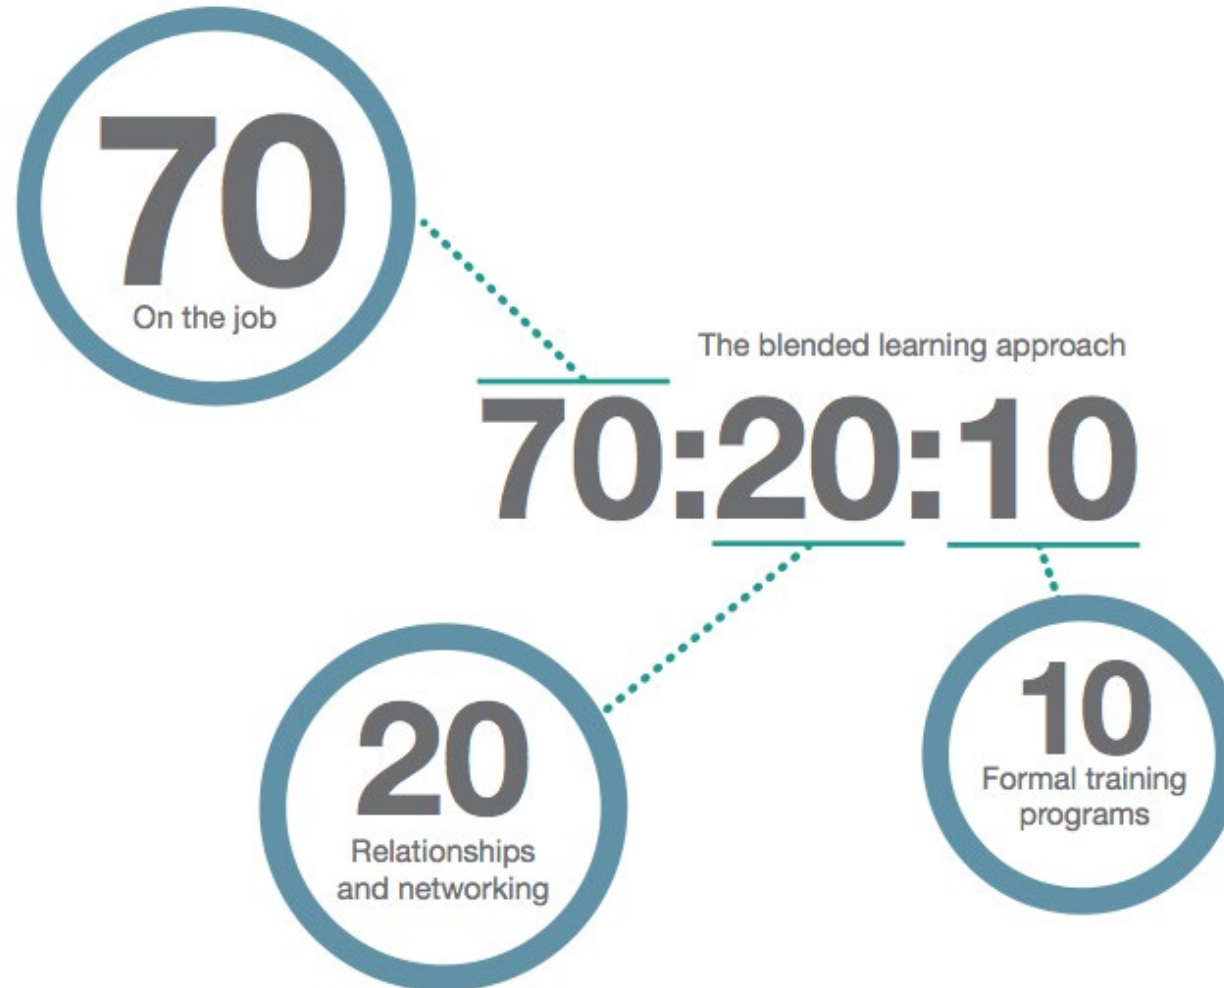 70
On the job
The blended learning approach
70:20:10
20
Relationships
and networking
10
Formal training
programs